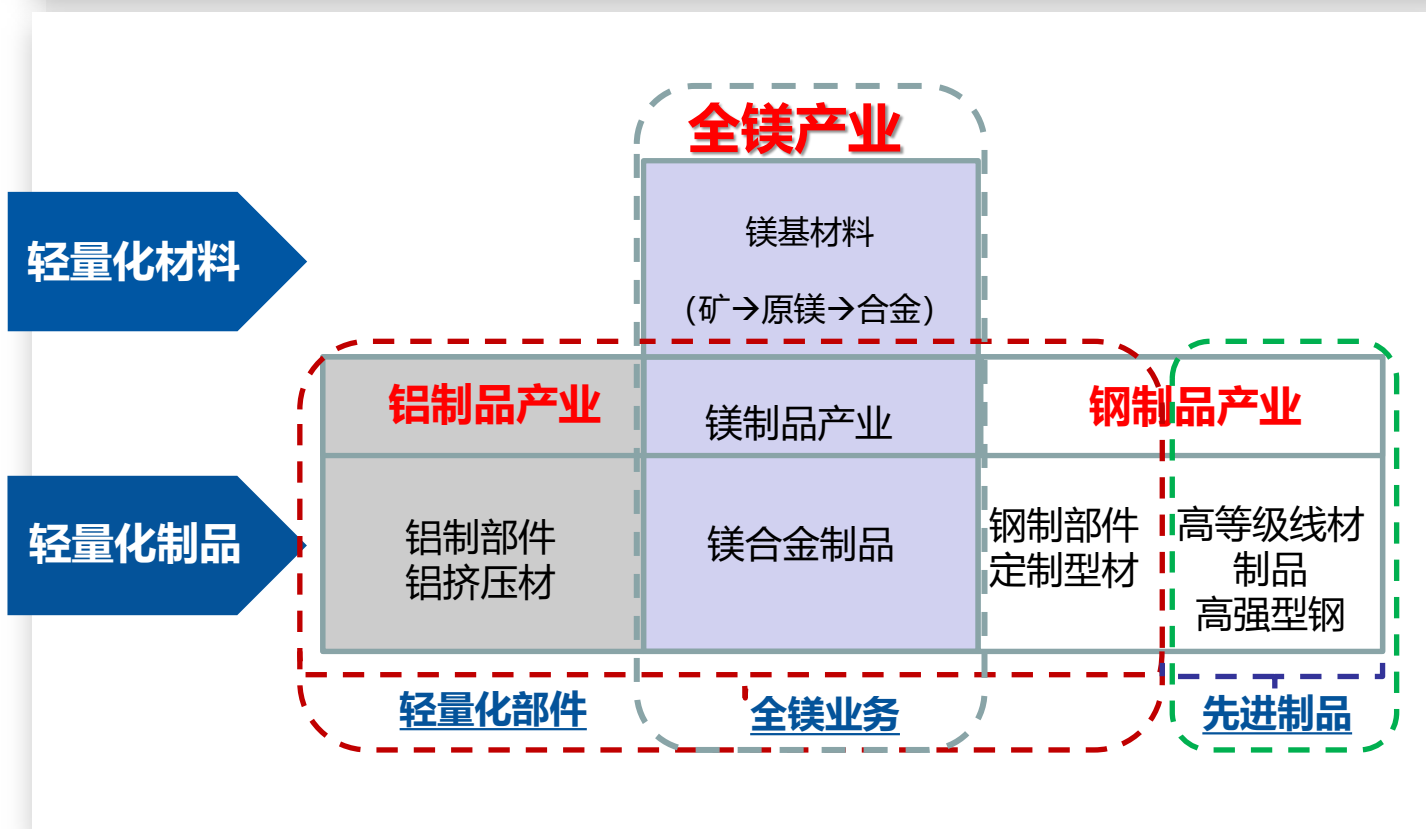 全镁产业
轻量化材料
镁基材料
(矿→原镁→合金)
铝制品产业
镁制品产业
钢制品产业
轻量化制品
铝制部件
铝挤压材
镁合金制品
钢制部件
定制型材
高等级线材
制品
高强型钢
轻量化部件
全镁业务
先进制品